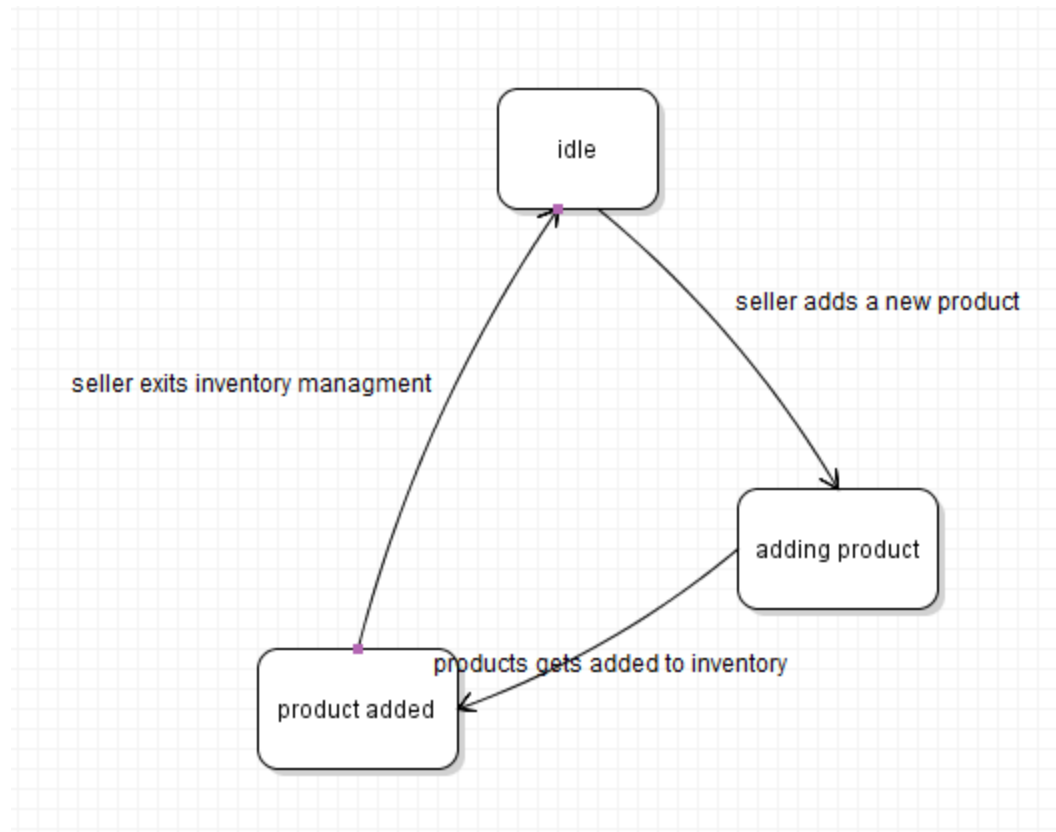 idle
seller adds a new product
seller exits inventory managment
adding product
products gets added to inventory
product added